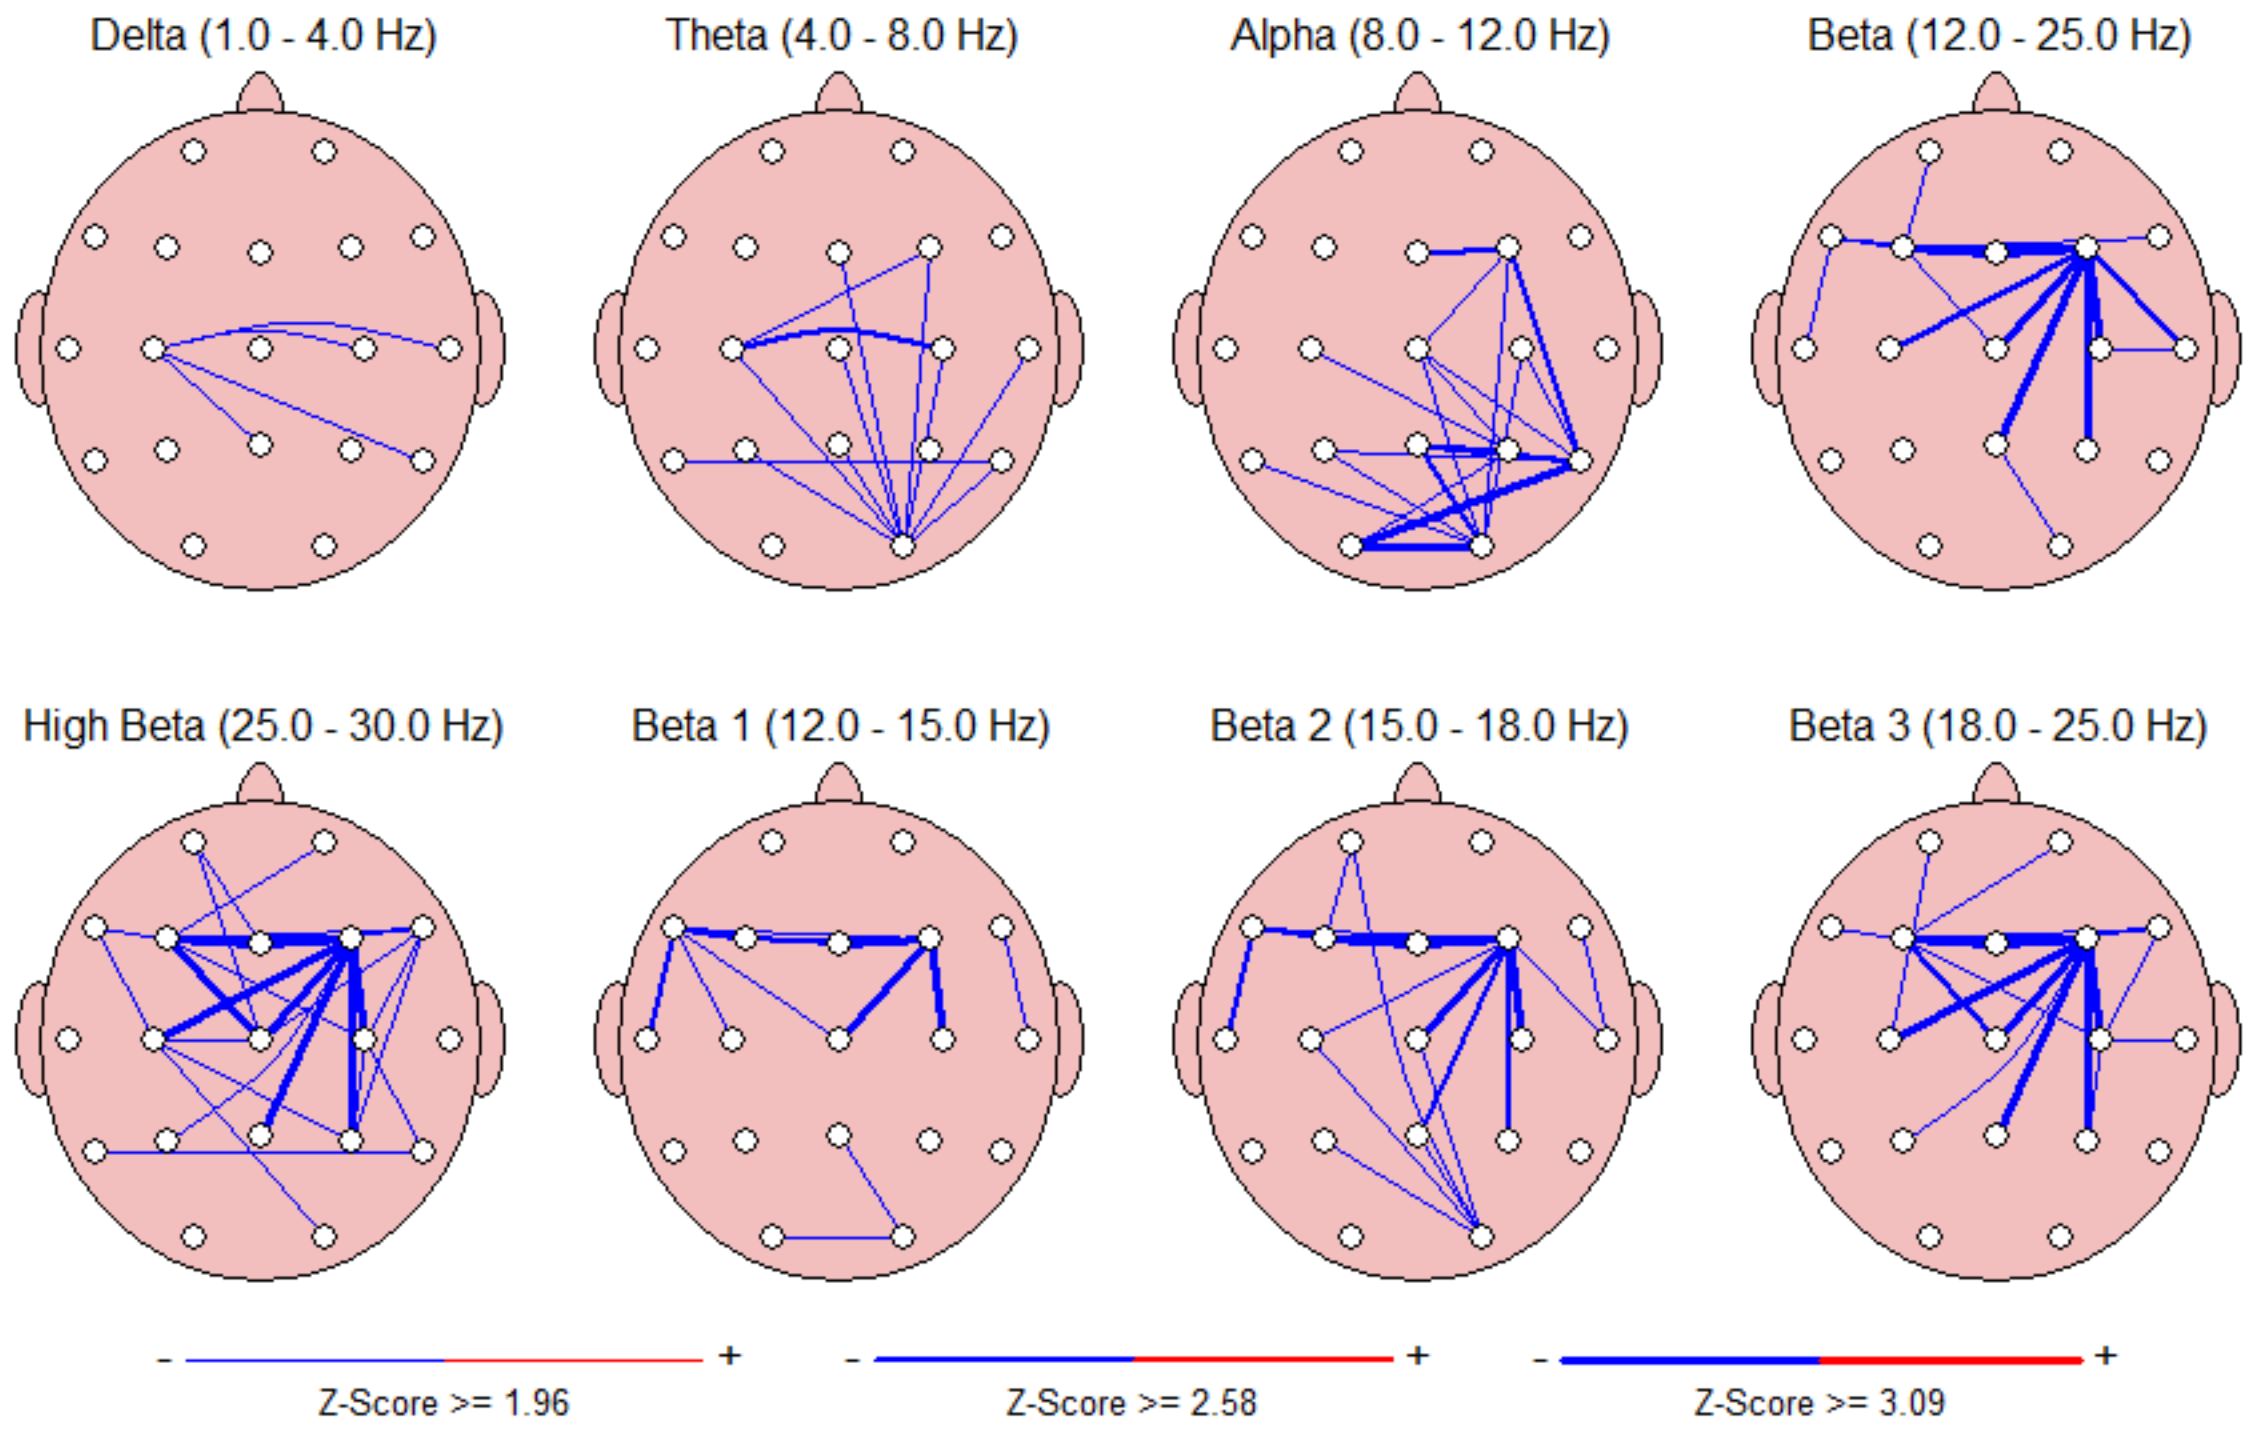 Delta (1.0 - 4.0 Hz)
Theta (4.0 - 8.0 Hz)
Alpha (8.0 - 12.0 Hz)
Beta (12.0 - 25.0 Hz)
High Beta (25.0 - 30.0 Hz)
Beta 1 (12.0 - 15.0 Hz)
Beta 2 (15.0 - 18.0 Hz)
Beta 3 (18.0 - 25.0 Hz)
- +
- +
- +
Z-Score >= 1.96
Z-Score >= 2.58
Z-Score >= 3.09